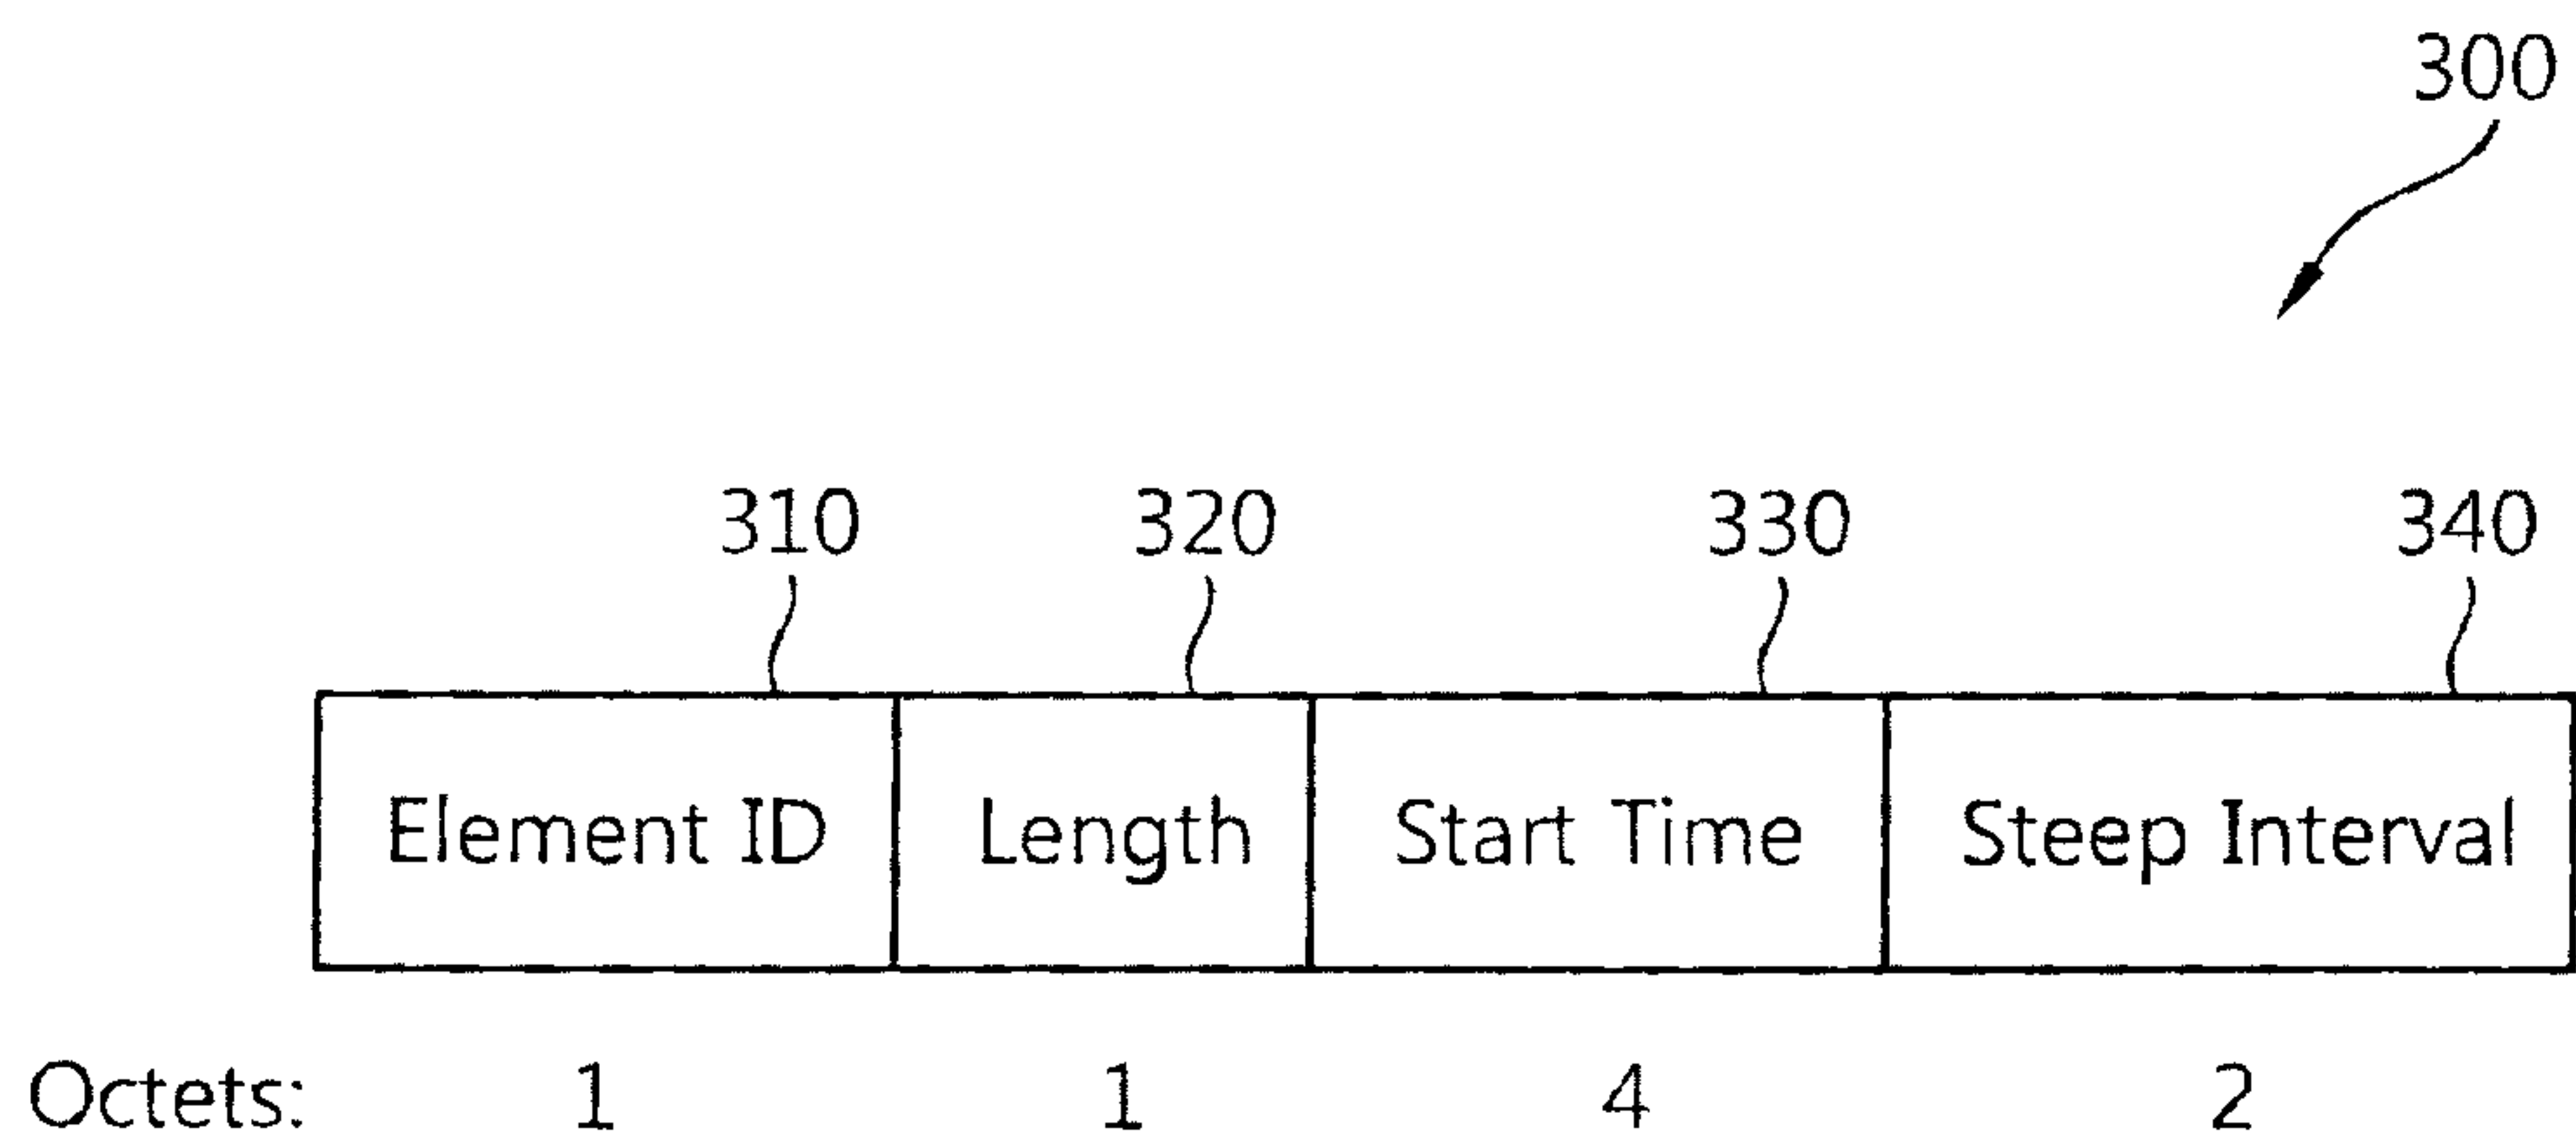 300
310 320 330 340
Element ID Length Start Time Steep Interval
Octets: 1 1 4 2